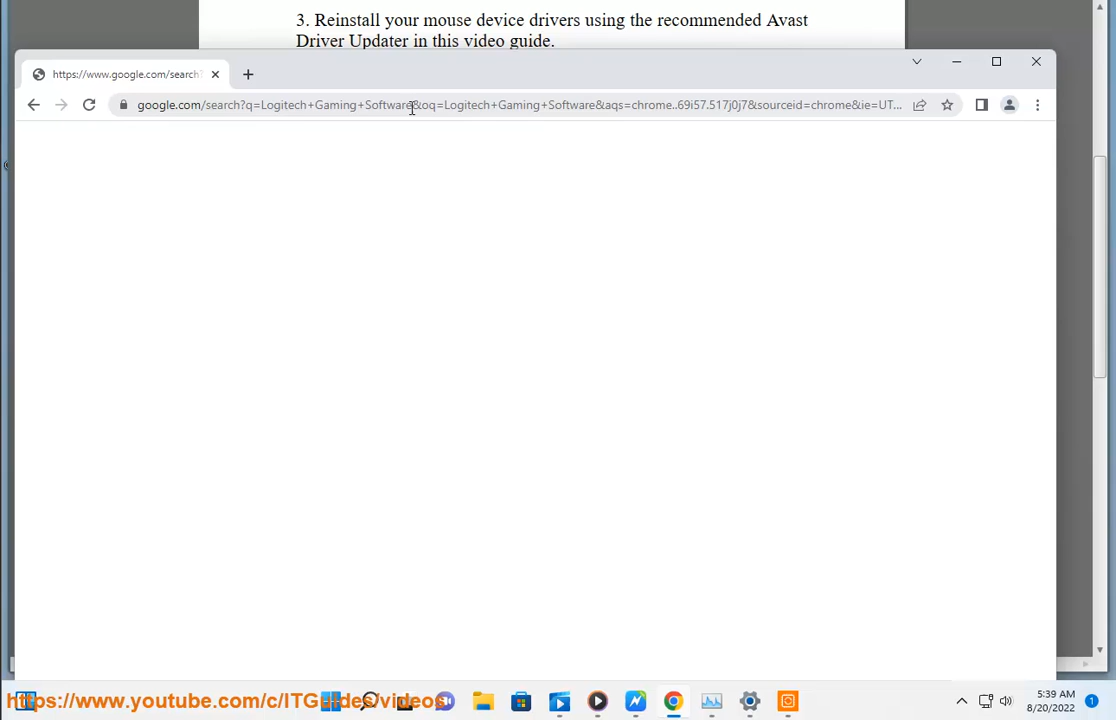 3. Reinstall your mouse device drivers using the recommended Avast
Driver Updater in this video guide.
https://www.google.com/search?
google.com/search?q=Logitech+Gaming+Software&oq=Logitech+Gaming+Software&aqs=chrome..69i57.517j0j7&sourceid=chrome&ie=UT...
https://www.youtube.com/c/ITGuides/videos
5:39 AM
8/20/2022
1